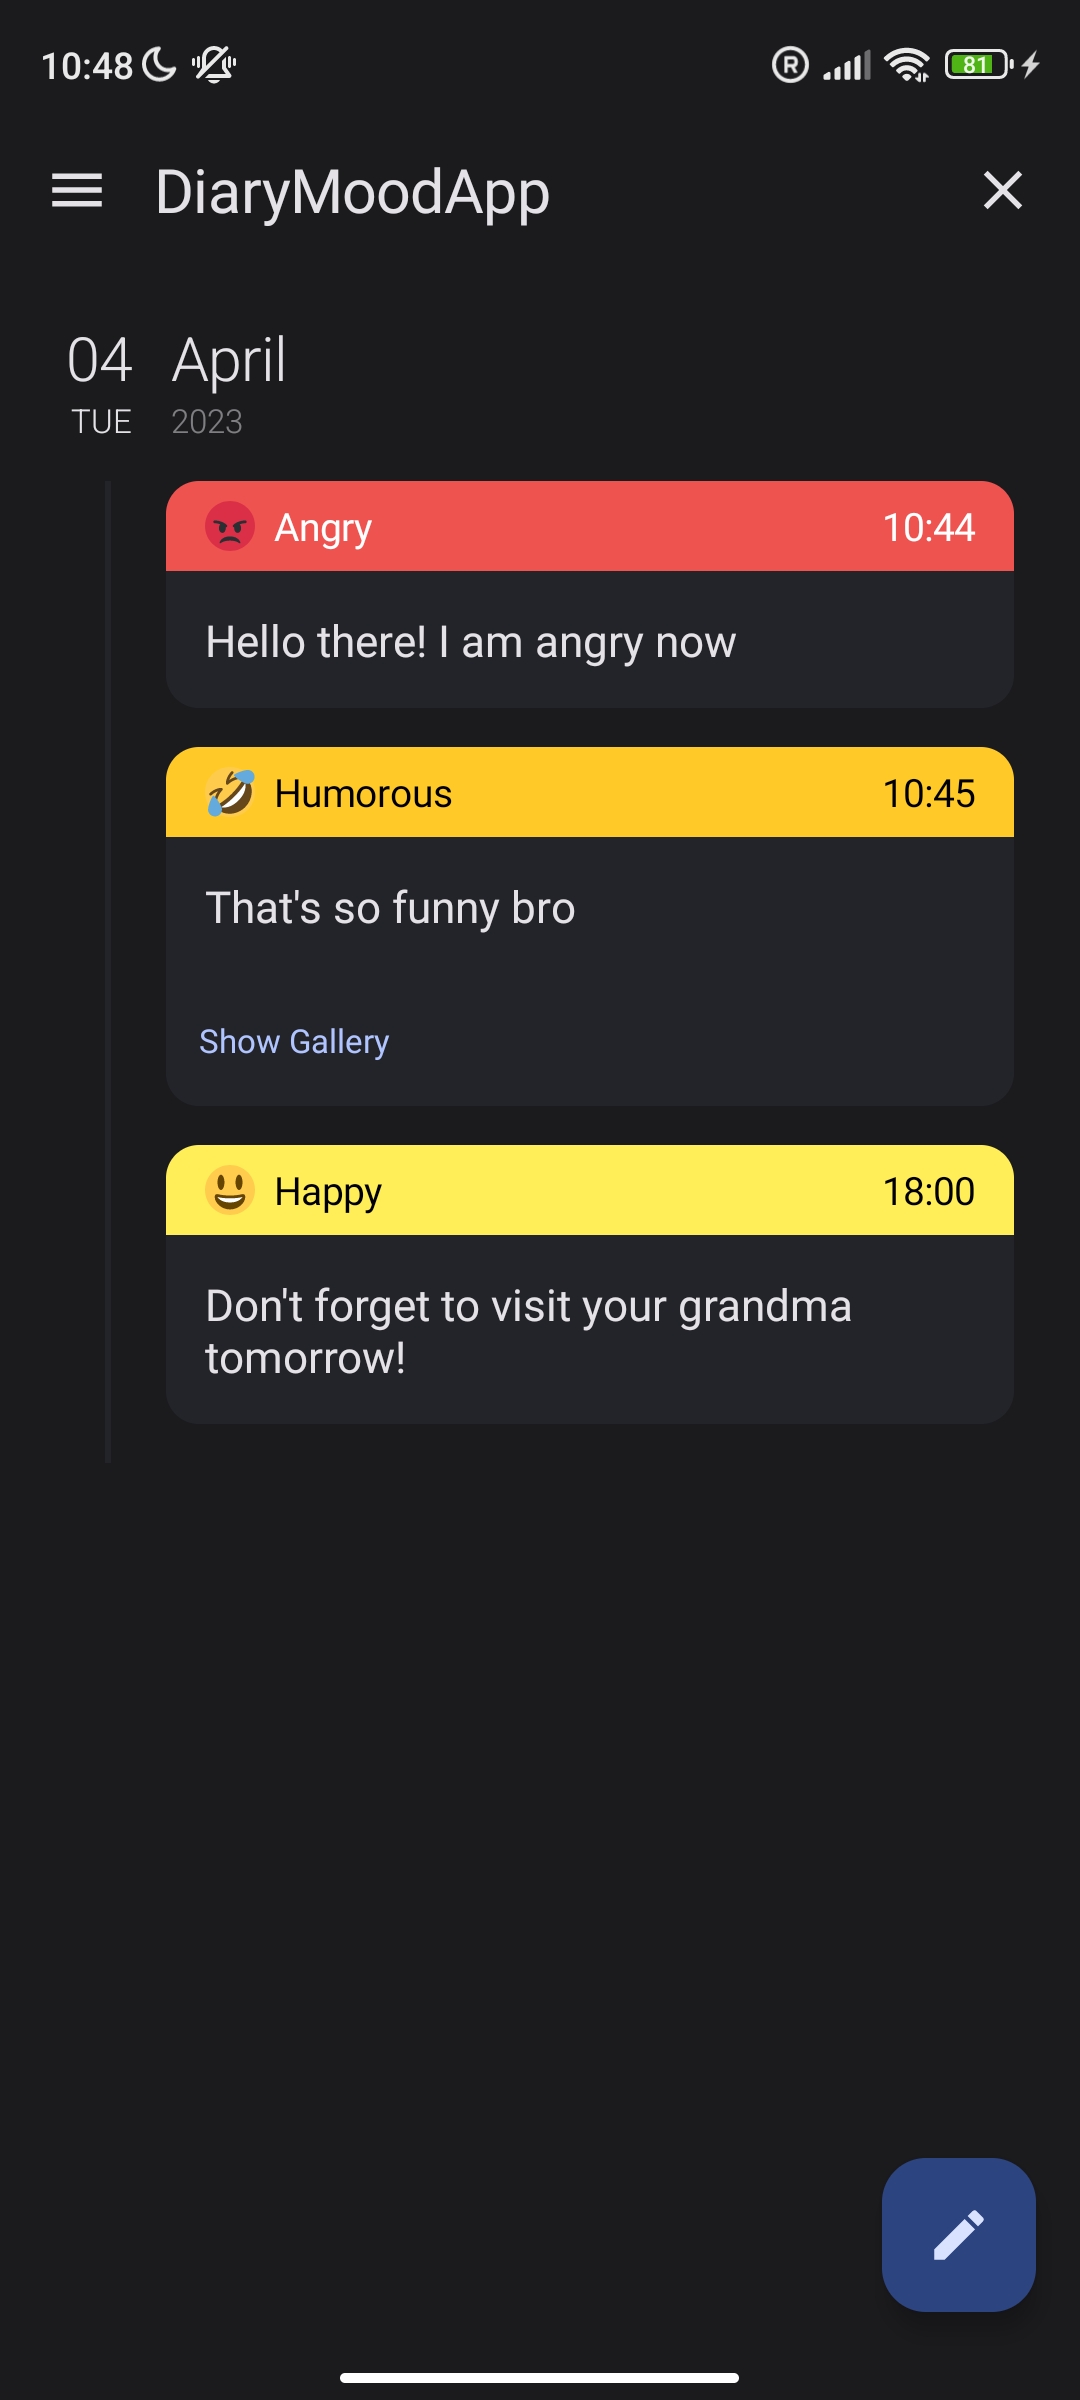 10:48
R
81
DiaryMoodApp
04 April
TUE 2023
Angry 10:44
Hello there! I am angry now
Humorous 10:45
That's so funny bro
Show Gallery
Happy 18:00
Don't forget to visit your grandma
tomorrow!